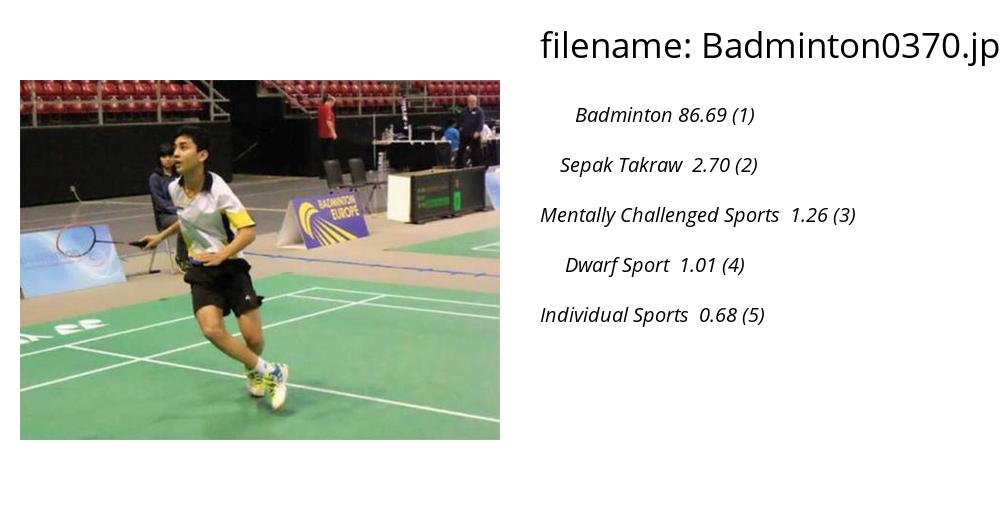 filename: Badminton0370.jp
Badminton 86.69 (1)
Sepak Takraw 2.70 (2)
Mentally Challenged Sports 1.26 (3)
Dwarf Sport 1.01 (4)
Individual Sports 0.68 (5)
BADMINTON
EUROPE